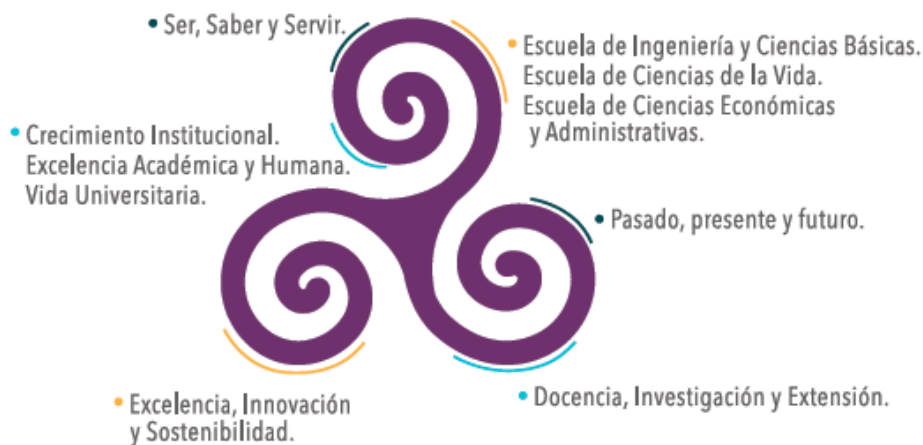 • Ser, Saber y Servir.
• Escuela de Ingeniería y Ciencias Básicas.
Escuela de Ciencias de la Vida.
Escuela de Ciencias Económicas
y Administrativas.
• Crecimiento Institucional.
Excelencia Académica y Humana.
Vida Universitaria.
• Pasado, presente y futuro.
• Excelencia, Innovación
y Sostenibilidad.
• Docencia, Investigación y Extensión.